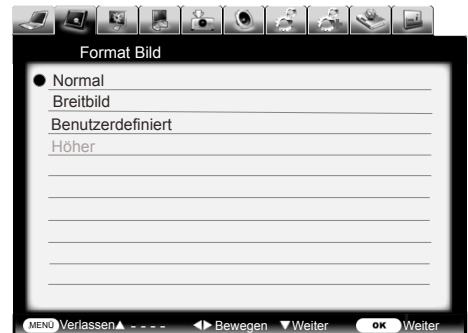 Format Bild
Normal
Breitbild
Benutzerdefiniert
Höher
MENÜ Verlassen▲ - - - - ◀▶ Bewegen ▼Weiter OK Weiter